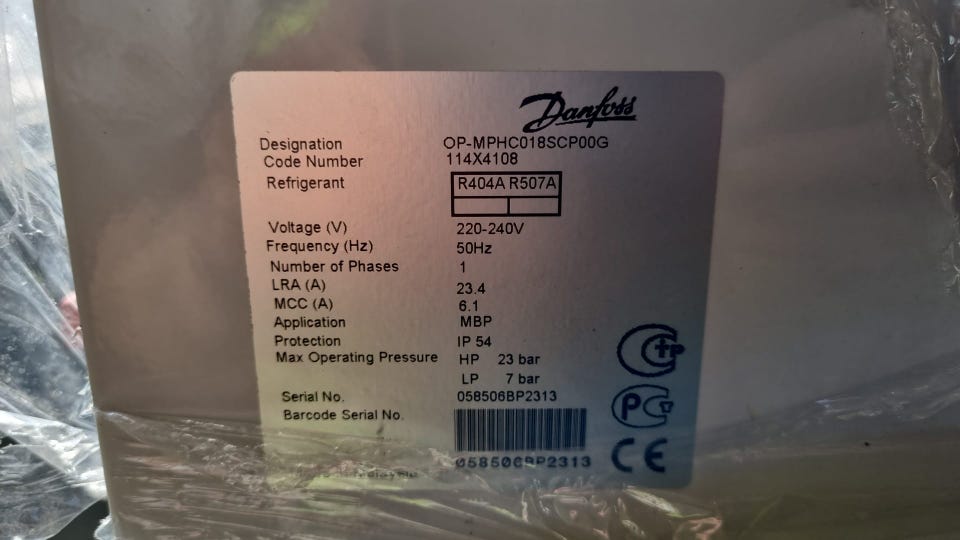 Danfoss
Designation OP-MPHC018SCP00G
Code Number 114X4108
Refrigerant R404A R507A
Voltage (V) 220-240V
Frequency (Hz) 50Hz
Number of Phases 1
LRA (A) 23.4
MCC (A) 6.1
Application MBP
Protection IP 54
Max Operating Pressure HP 23 bar
LP 7 bar
Serial No. 058506BP2313
Barcode Serial No.
058506BP2313
CE